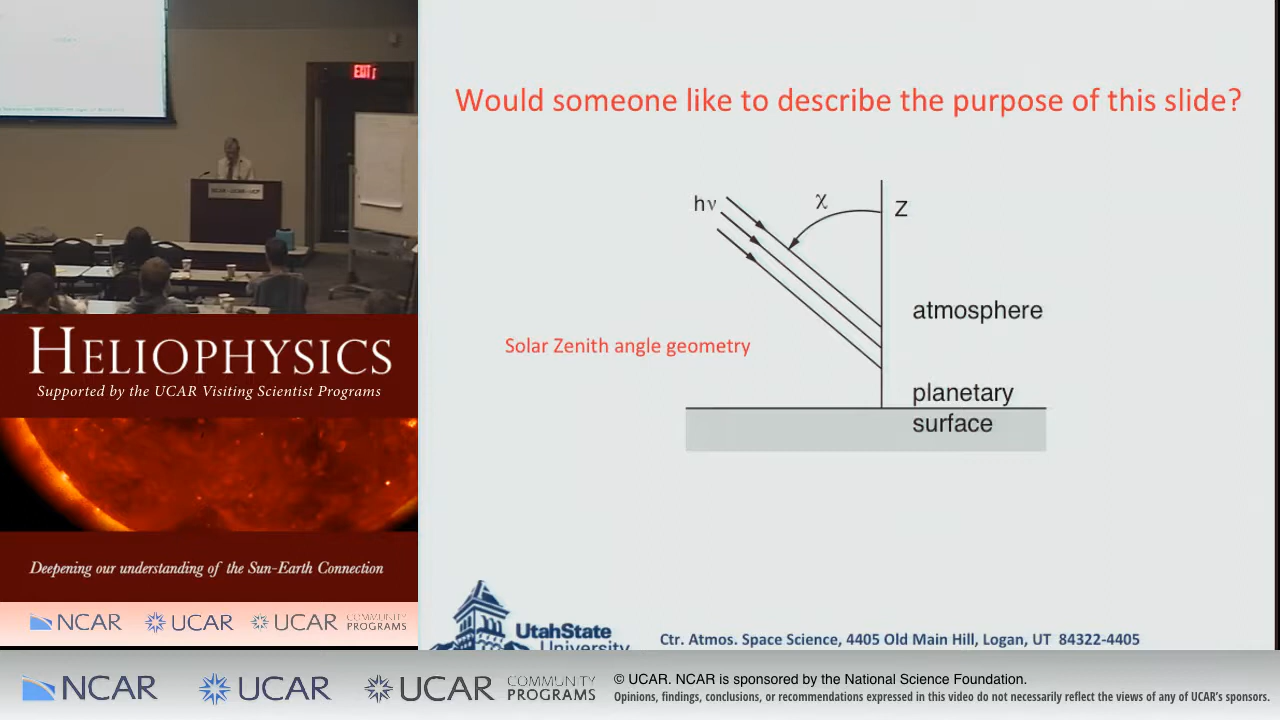 EXIT
HELIOPHYSICS
Supported by the UCAR Visiting Scientist Programs
Deepening our understanding of the Sun-Earth Connection
NCAR UCAR UCAR COMMUNITY PROGRAMS
Would someone like to describe the purpose of this slide?
hν
χ
Z
atmosphere
Solar Zenith angle geometry
planetary
surface
UtahState
University
Ctr. Atmos. Space Science, 4405 Old Main Hill, Logan, UT 84322-4405
NCAR UCAR UCAR COMMUNITY PROGRAMS
© UCAR. NCAR is sponsored by the National Science Foundation.
Opinions, findings, conclusions, or recommendations expressed in this video do not necessarily reflect the views of any of UCAR's sponsors.